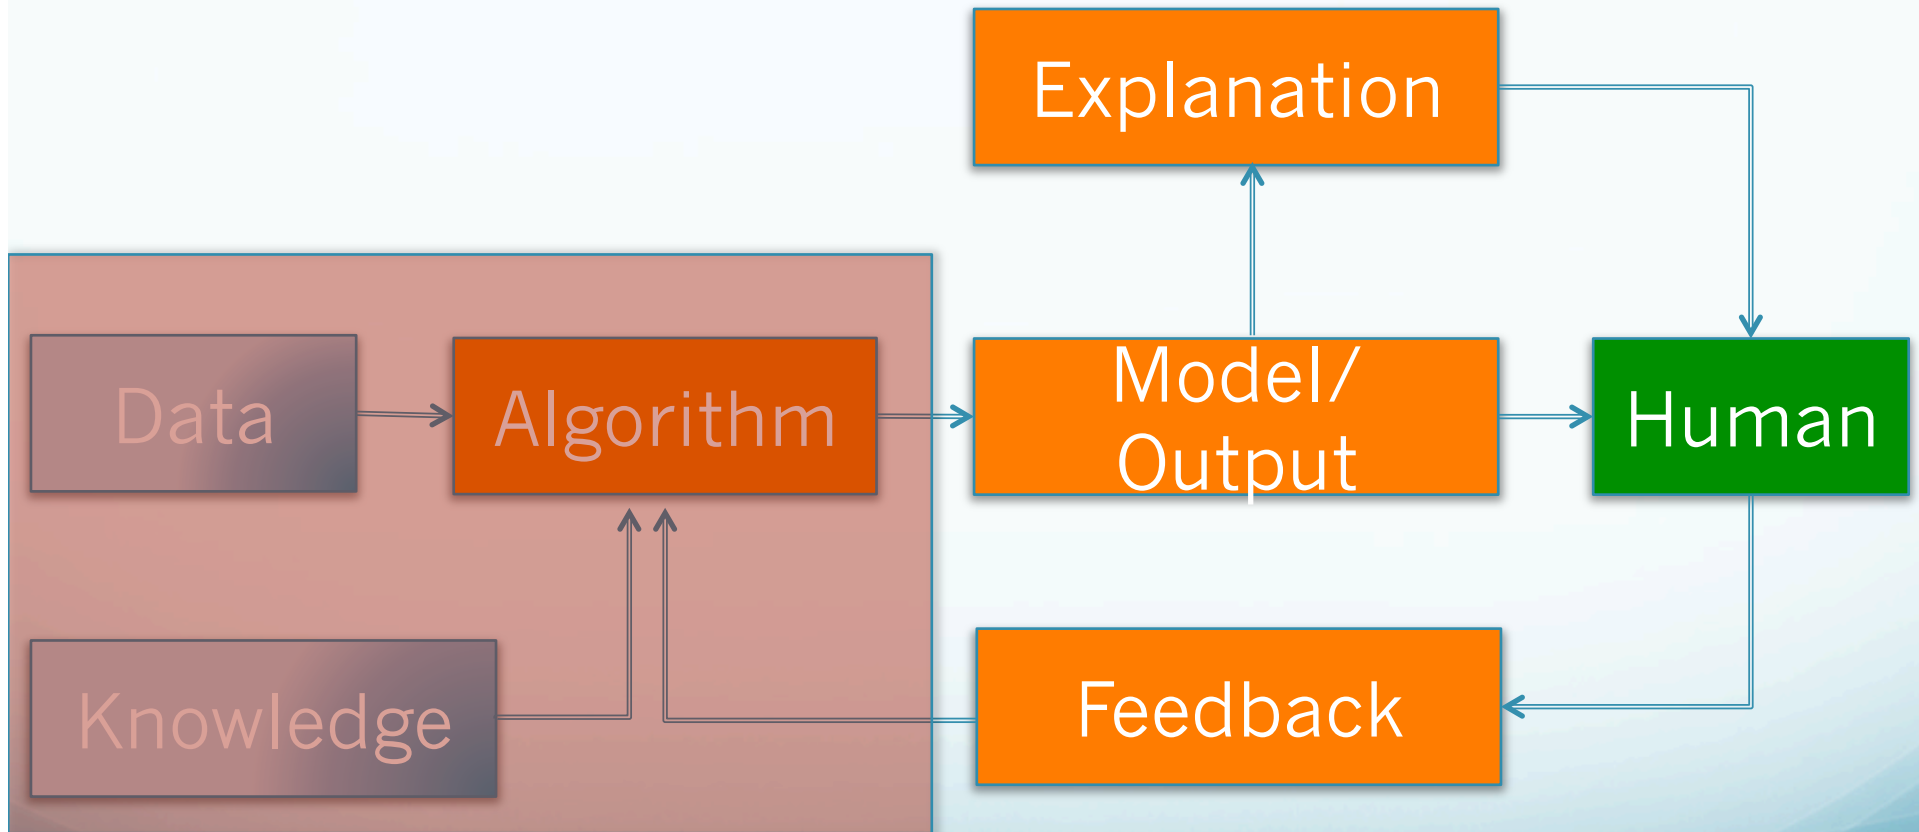 Explanation
Data
Algorithm
Model/
Output
Human
Knowledge
Feedback